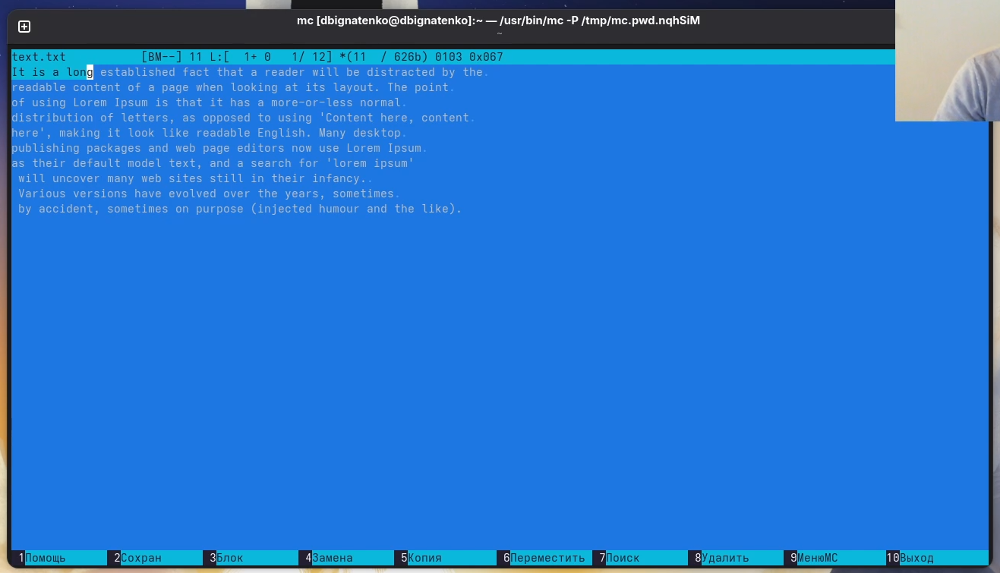 mc [dbignatenko@dbignatenko]:~ — /usr/bin/mc -P /tmp/mc.pwd.nqhSiM
~
text.txt           [BM--] 11 L:[  1+ 0   1/ 12] *(11  / 626b) 0103 0x067
It is a long established fact that a reader will be distracted by the.
readable content of a page when looking at its layout. The point.
of using Lorem Ipsum is that it has a more-or-less normal.
distribution of letters, as opposed to using 'Content here, content.
here', making it look like readable English. Many desktop.
publishing packages and web page editors now use Lorem Ipsum.
as their default model text, and a search for 'lorem ipsum'
 will uncover many web sites still in their infancy..
 Various versions have evolved over the years, sometimes.
 by accident, sometimes on purpose (injected humour and the like).
1Помощь 2Сохран 3Блок 4Замена 5Копия 6Переместить 7Поиск 8Удалить 9МенюMC 10Выход